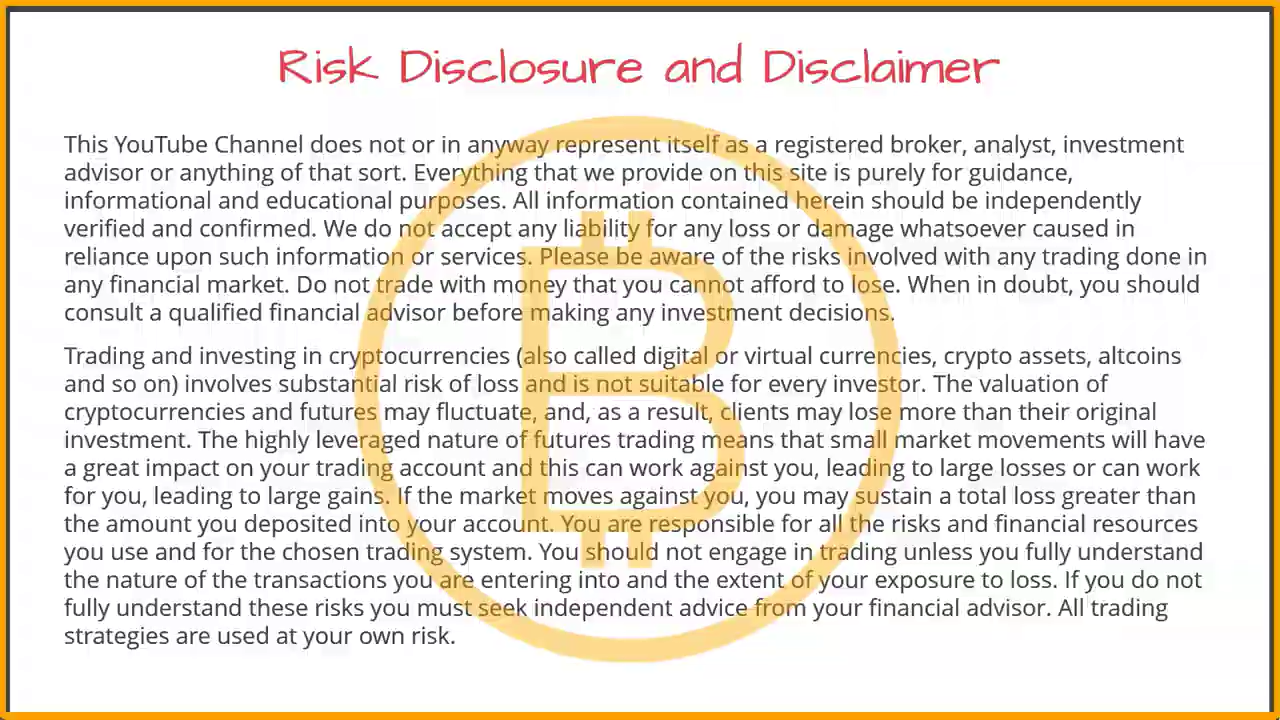 Risk Disclosure and Disclaimer
This YouTube Channel does not or in anyway represent itself as a registered broker, analyst, investment
advisor or anything of that sort. Everything that we provide on this site is purely for guidance,
informational and educational purposes. All information contained herein should be independently
verified and confirmed. We do not accept any liability for any loss or damage whatsoever caused in
reliance upon such information or services. Please be aware of the risks involved with any trading done in
any financial market. Do not trade with money that you cannot afford to lose. When in doubt, you should
consult a qualified financial advisor before making any investment decisions.
Trading and investing in cryptocurrencies (also called digital or virtual currencies, crypto assets, altcoins
and so on) involves substantial risk of loss and is not suitable for every investor. The valuation of
cryptocurrencies and futures may fluctuate, and, as a result, clients may lose more than their original
investment. The highly leveraged nature of futures trading means that small market movements will have
a great impact on your trading account and this can work against you, leading to large losses or can work
for you, leading to large gains. If the market moves against you, you may sustain a total loss greater than
the amount you deposited into your account. You are responsible for all the risks and financial resources
you use and for the chosen trading system. You should not engage in trading unless you fully understand
the nature of the transactions you are entering into and the extent of your exposure to loss. If you do not
fully understand these risks you must seek independent advice from your financial advisor. All trading
strategies are used at your own risk.